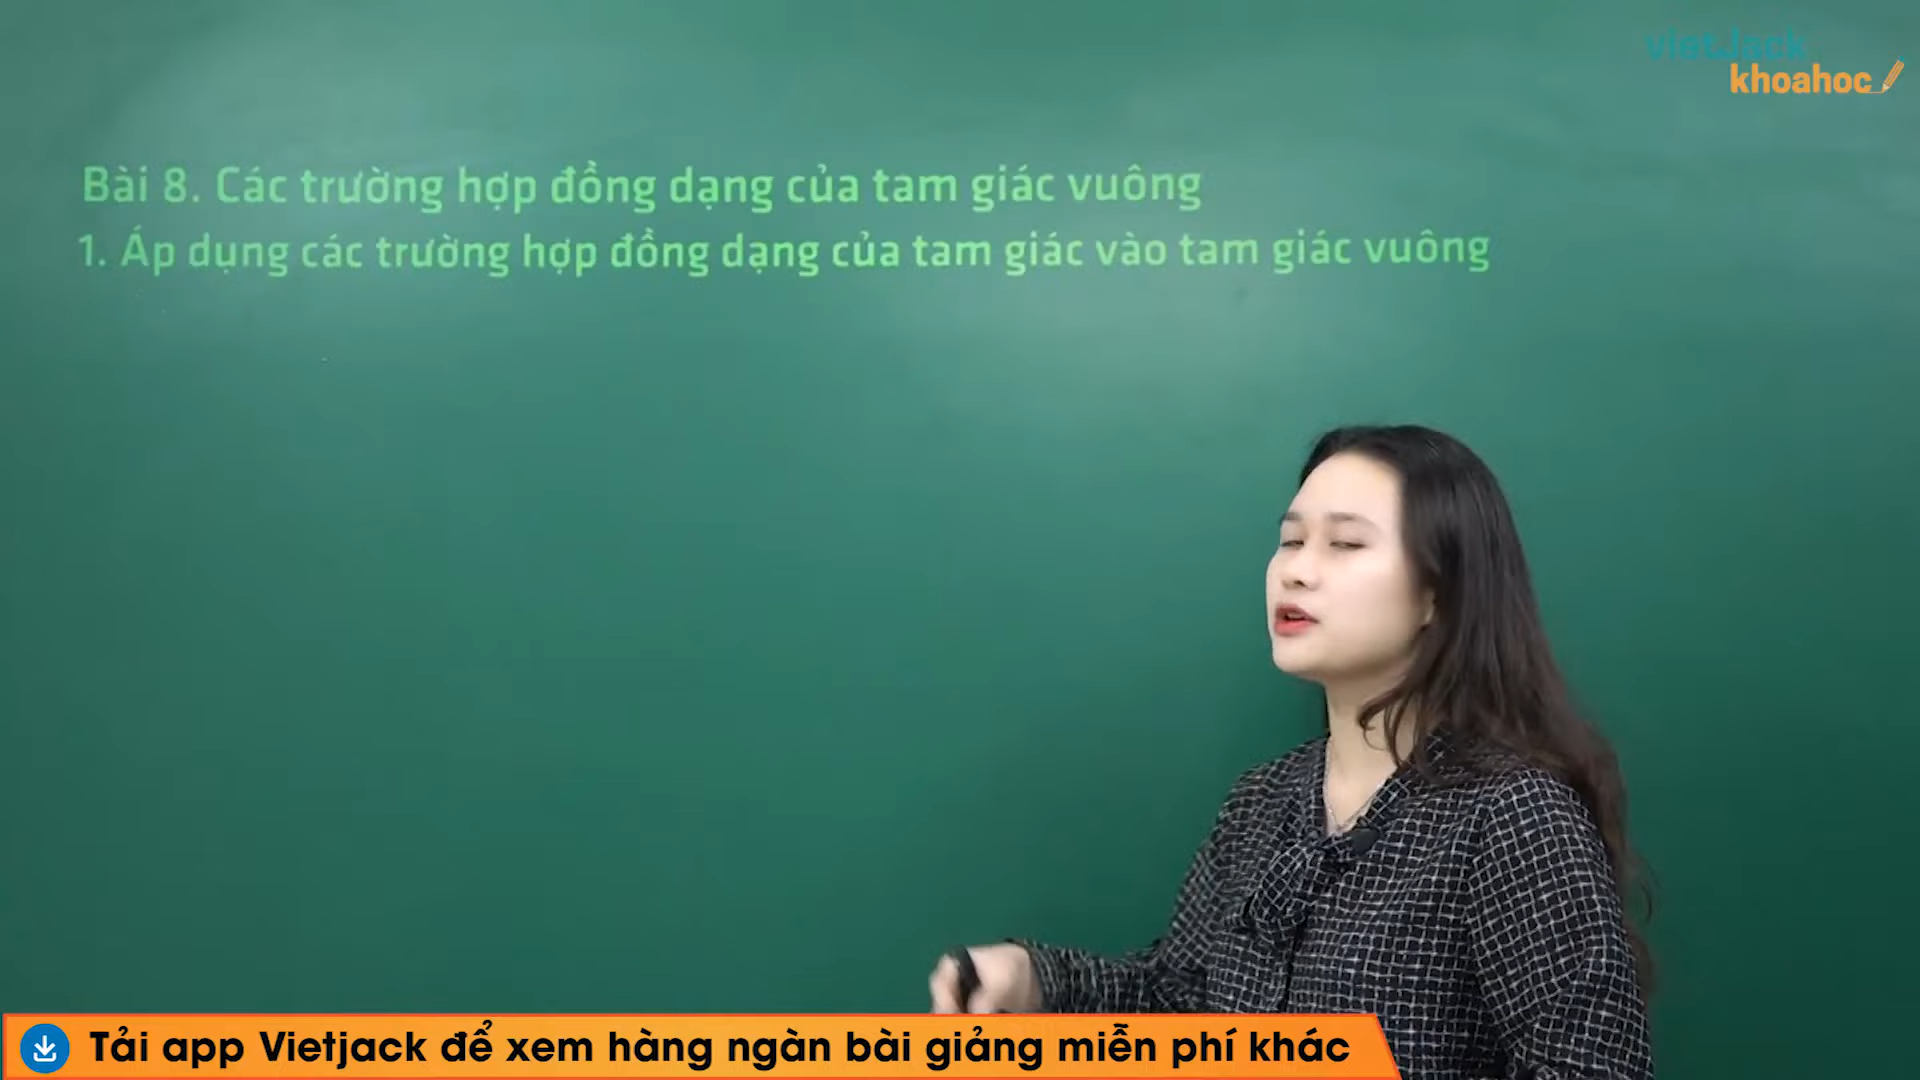 vietJack
khoahoc
Bài 8. Các trường hợp đồng dạng của tam giác vuông
1. Áp dụng các trường hợp đồng dạng của tam giác vào tam giác vuông
Tải app Vietjack để xem hàng ngàn bài giảng miễn phí khác